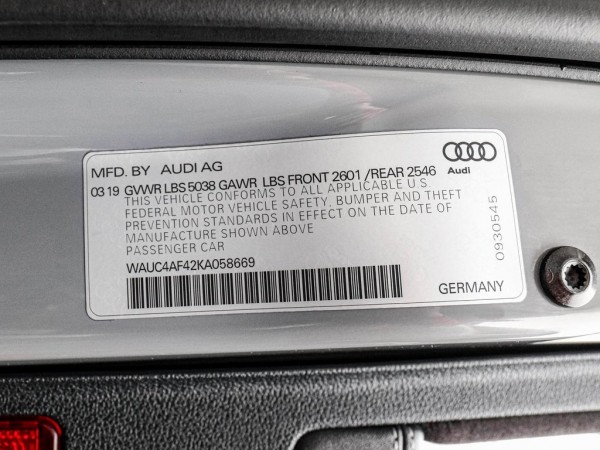 MFD. BY AUDI AG
03 19 GVWR LBS 5038 GAWR LBS FRONT 2601 /REAR 2546
THIS VEHICLE CONFORMS TO ALL APPLICABLE U.S.
FEDERAL MOTOR VEHICLE SAFETY, BUMPER AND THEFT
PREVENTION STANDARDS IN EFFECT ON THE DATE OF
MANUFACTURE SHOWN ABOVE
PASSENGER CAR
WAUC4AF42KA058669
Audi
0930545
GERMANY